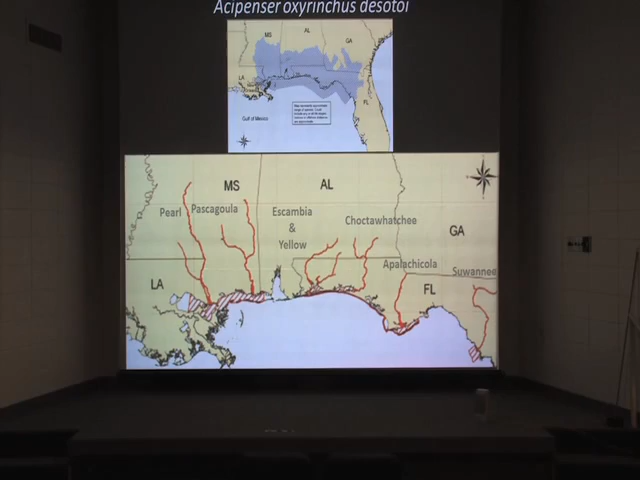 Acipenser oxyrinchus desotoi
MS
AL
GA
LA
FL
Gulf of Mexico
MS
AL
Pearl
Pascagoula
Escambia
&
Yellow
Choctawhatchee
GA
Apalachicola
Suwannee
LA
FL